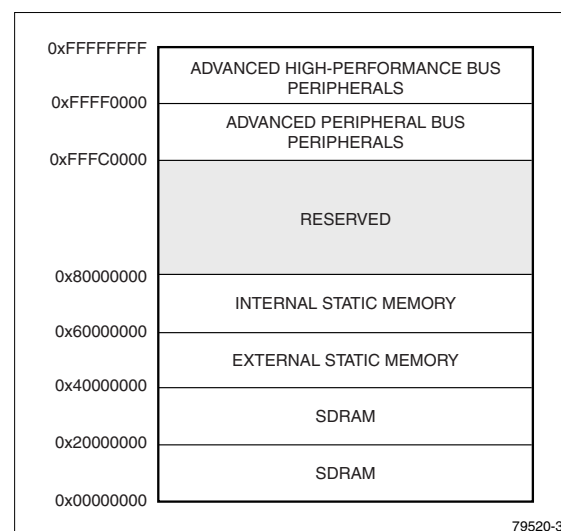 0xFFFFFFFF
ADVANCED HIGH-PERFORMANCE BUS
PERIPHERALS
0xFFFF0000
ADVANCED PERIPHERAL BUS
PERIPHERALS
0xFFFC0000
RESERVED
0x80000000
INTERNAL STATIC MEMORY
0x60000000
EXTERNAL STATIC MEMORY
0x40000000
SDRAM
0x20000000
SDRAM
0x00000000
79520-3